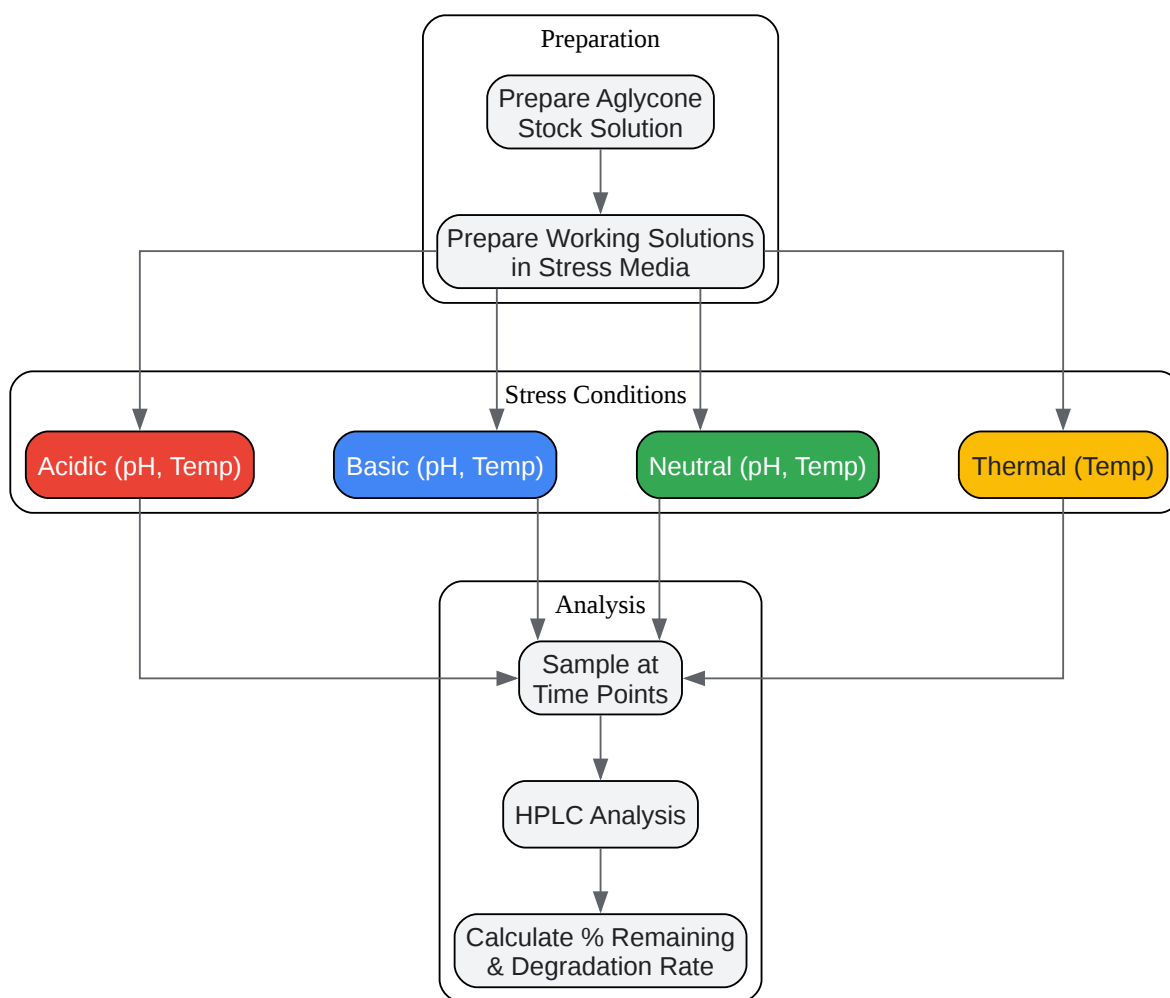 Preparation
Prepare Aglycone
Stock Solution
Prepare Working Solutions
in Stress Media
Stress Conditions
Acidic (pH, Temp)
Basic (pH, Temp)
Neutral (pH, Temp)
Thermal (Temp)
Analysis
Sample at
Time Points
HPLC Analysis
Calculate % Remaining
& Degradation Rate